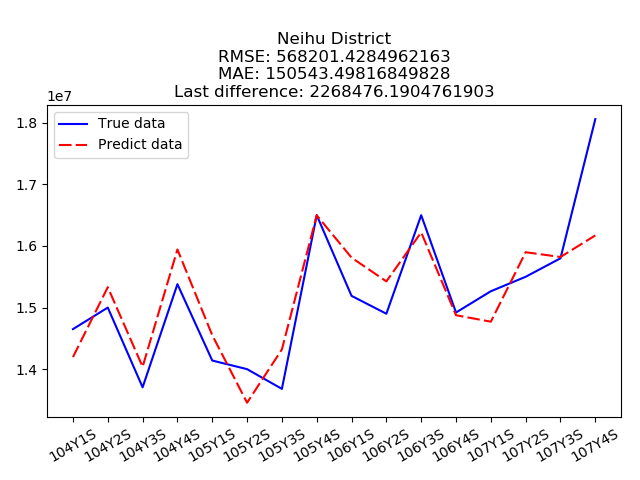 Neihu District
RMSE: 568201.4284962163
MAE: 150543.49816849828
Last difference: 2268476.1904761903
1e7
True data
Predict data
1.8
1.7
1.6
1.5
1.4
104Y1S 104Y2S 104Y3S 104Y4S 105Y1S 105Y2S 105Y3S 105Y4S 106Y1S 106Y2S 106Y3S 106Y4S 107Y1S 107Y2S 107Y3S 107Y4S